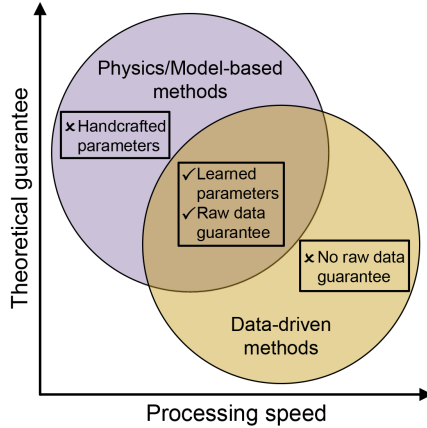 Theoretical guarantee
Physics/Model-based
methods
✘ Handcrafted
parameters
✓ Learned
parameters
✓ Raw data
guarantee
✘ No raw data
guarantee
Data-driven
methods
Processing speed